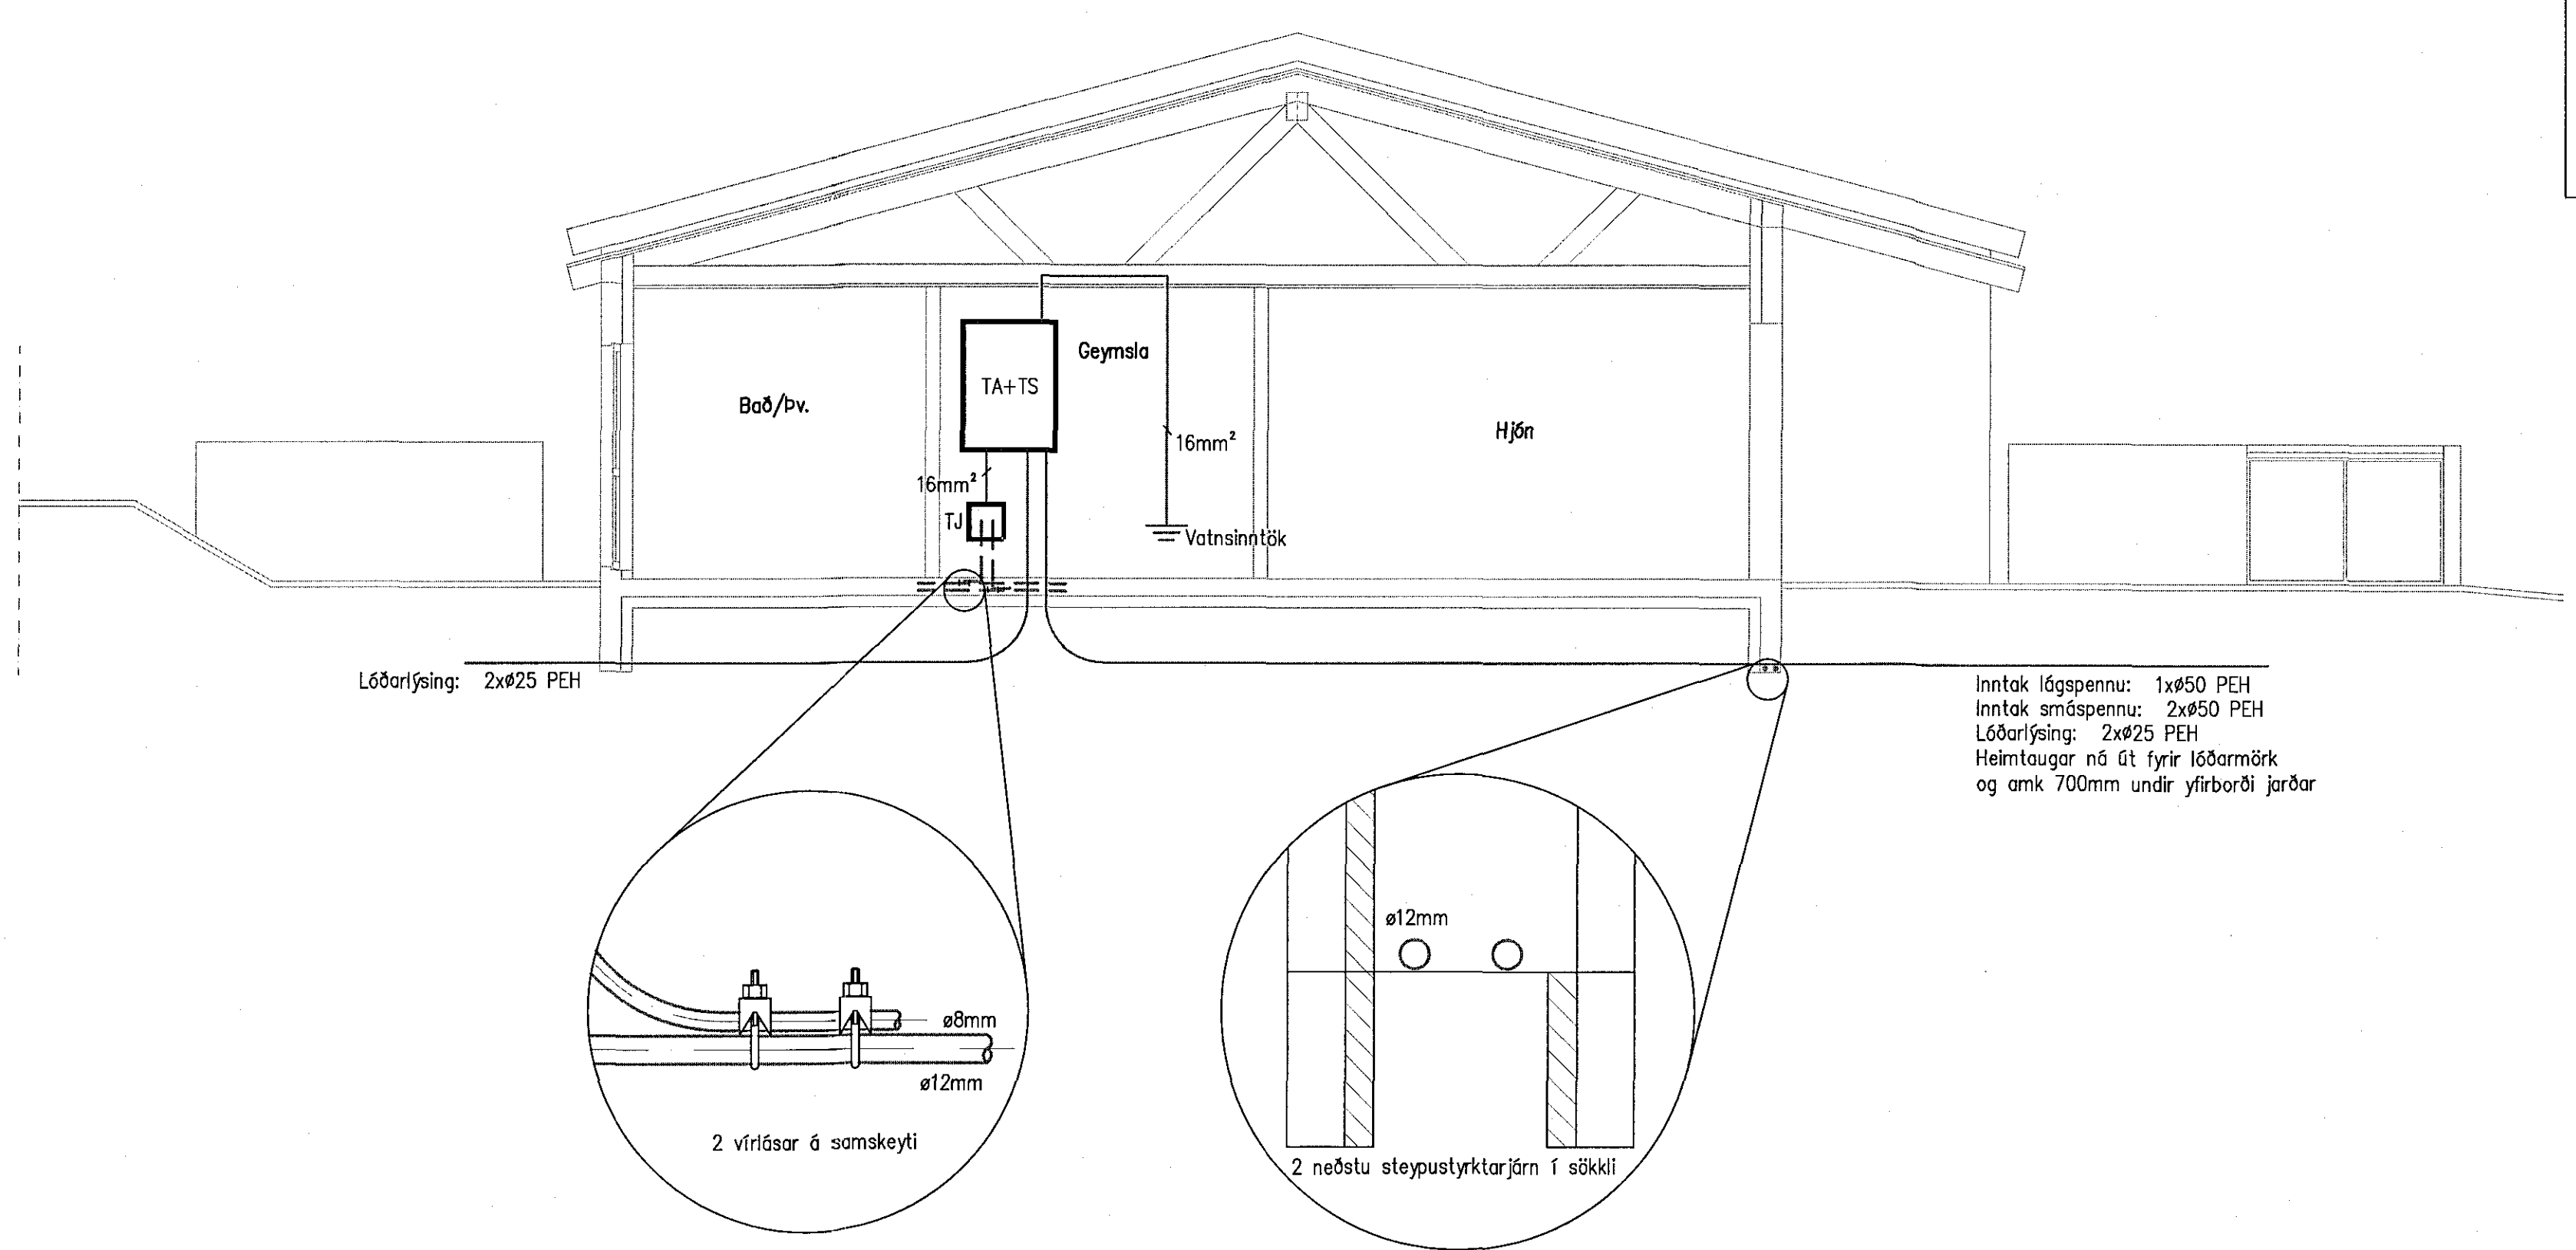 Geymsla
TA+TS
Bað/Þv.
Hjón
16mm²
16mm²
TJ
Vatnsinntök
Lóðarlýsing: 2xø25 PEH
Inntak lágspennu: 1xø50 PEH
Inntak smáspennu: 2xø50 PEH
Lóðarlýsing: 2xø25 PEH
Heimtaugar ná út fyrir lóðarmörk
og amk 700mm undir yfirborði jarðar
ø12mm
ø8mm
ø12mm
2 vírlásar á samskeyti
2 neðstu steypustyrktarjárn í sökkli